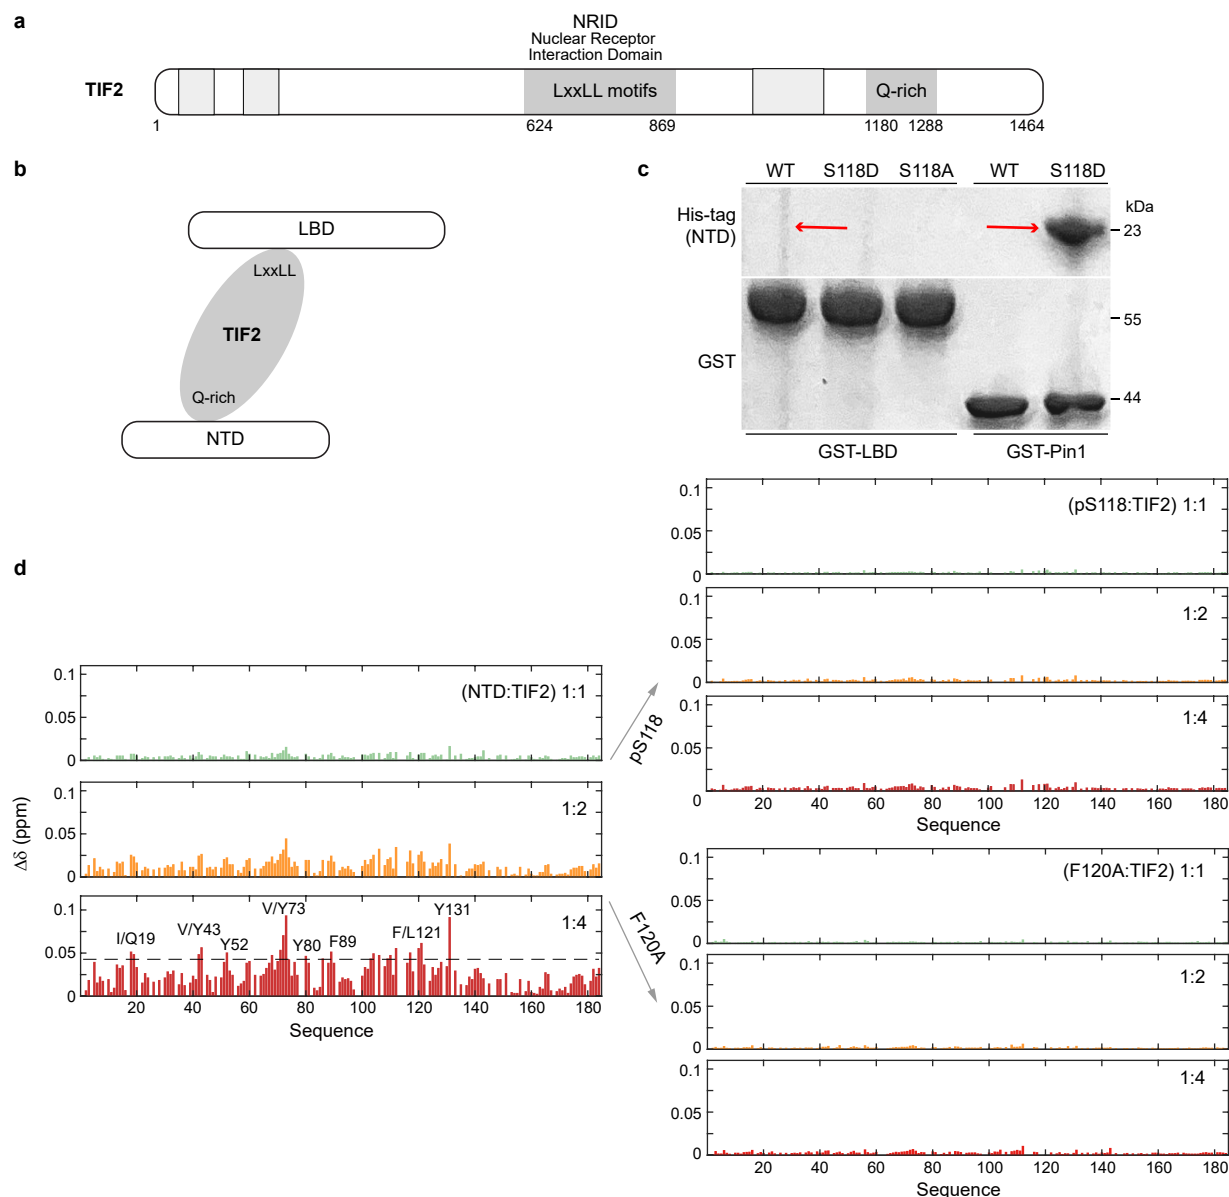 a
NRID
Nuclear Receptor
Interaction Domain
TIF2
LxxLL motifs
Q-rich
1
624
869
1180
1288
1464
b
LBD
LxxLL
TIF2
Q-rich
NTD
c
WT
S118D
S118A
WT
S118D
His-tag
(NTD)
kDa
23
GST
55
44
GST-LBD
GST-Pin1
d
Δδ (ppm)
0.1
0.05
0
(NTD:TIF2) 1:1
0.1
0.05
0
1:2
0.1
0.05
0
1:4
I/Q19
V/Y43
Y52
V/Y73
Y80
F89
F/L121
Y131
20 40 60 80 100 120 140 160 180
Sequence
pS118
F120A
0.1
0.05
0
(pS118:TIF2) 1:1
0.1
0.05
0
1:2
0.1
0.05
0
1:4
20 40 60 80 100 120 140 160 180
Sequence
0.1
0.05
0
(F120A:TIF2) 1:1
0.1
0.05
0
1:2
0.1
0.05
0
1:4
20 40 60 80 100 120 140 160 180
Sequence